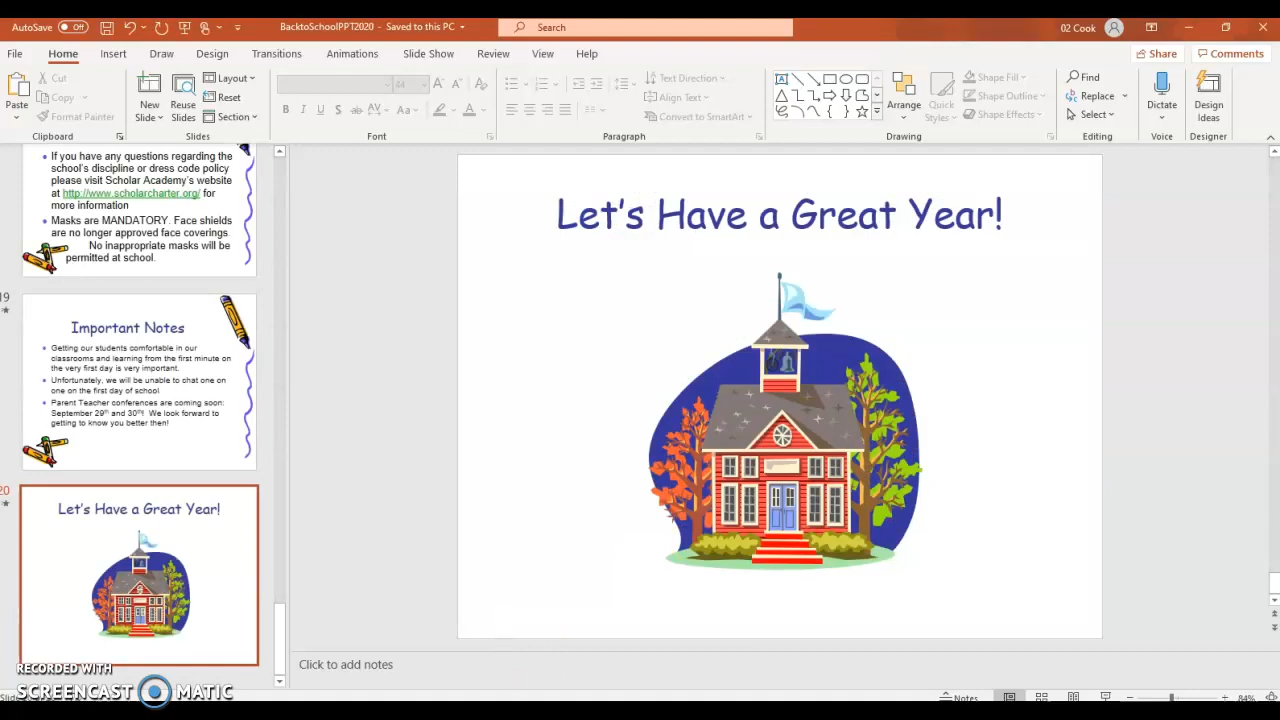 AutoSave Off BacktoSchoolPPT2020 - Saved to this PC Search 02 Cook
File Home Insert Draw Design Transitions Animations Slide Show Review View Help Share Comments
Paste Cut Copy Format Painter
Clipboard
New Slide Reuse Slides Layout Reset Section
Slides
44
B I U S ab AV Aa A
Font
Text Direction Align Text Convert to SmartArt
Paragraph
Arrange Quick Styles Shape Fill Shape Outline Shape Effects
Drawing
Find Replace Select
Editing
Dictate
Voice
Design Ideas
Designer
If you have any questions regarding the
school's discipline or dress code policy
please visit Scholar Academy's website
at http://www.scholarcharter.org/ for
more information
Masks are MANDATORY. Face shields
are no longer approved face coverings.
No inappropriate masks will be
permitted at school.
19
Important Notes
Getting our students comfortable in our
classrooms and learning from the first minute on
the very first day is very important.
Unfortunately, we will be unable to chat one on
one on the first day of school
Parent Teacher conferences are coming soon:
September 29th and 30th! We look forward to
getting to know you better then!
20
Let's Have a Great Year!
Let's Have a Great Year!
Click to add notes
RECORDED WITH
SCREENCAST MATIC
Notes 84%